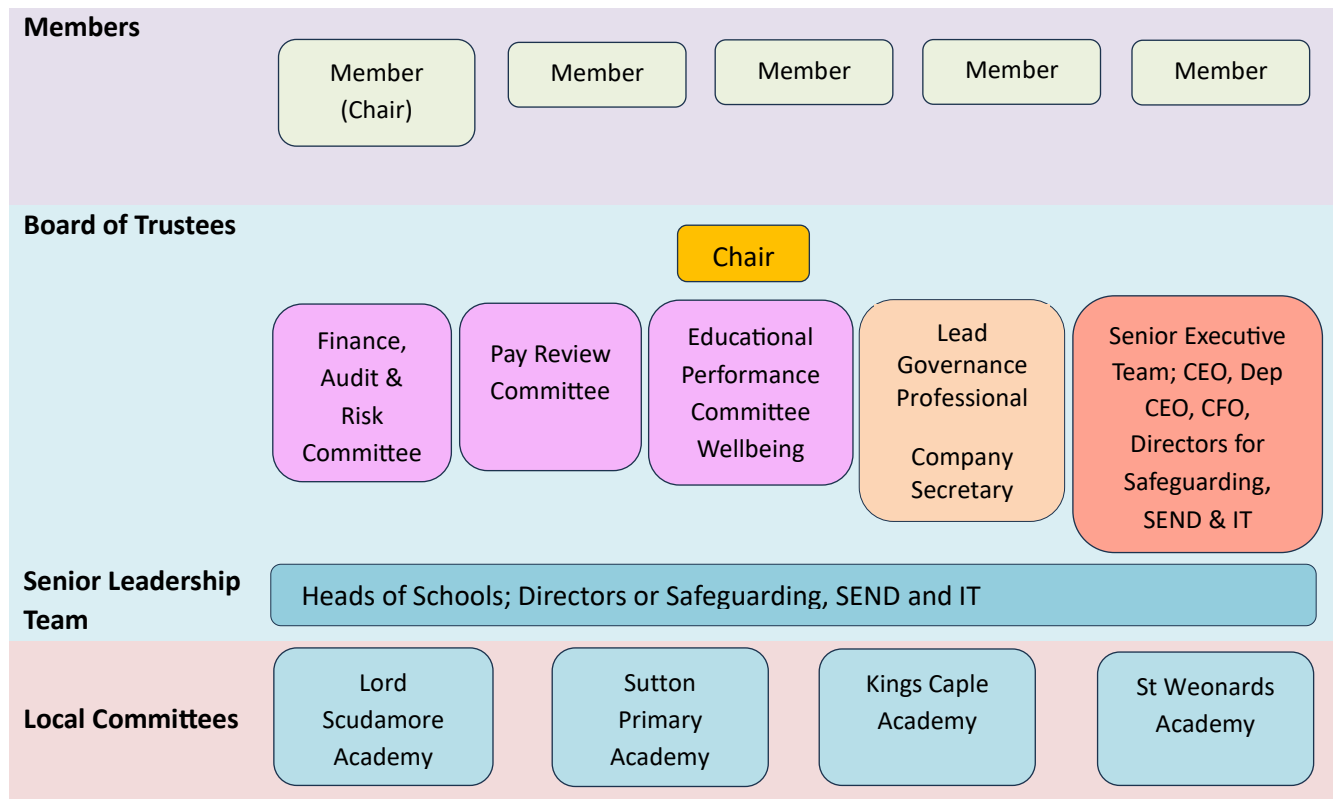 Members
Member
(Chair)
Member
Member
Member
Member
Board of Trustees
Chair
Finance,
Audit &
Risk
Committee
Pay Review
Committee
Educational
Performance
Committee
Wellbeing
Lead
Governance
Professional
Company
Secretary
Senior Executive
Team; CEO, Dep
CEO, CFO,
Directors for
Safeguarding,
SEND & IT
Senior Leadership
Team
Heads of Schools; Directors or Safeguarding, SEND and IT
Local Committees
Lord
Scudamore
Academy
Sutton
Primary
Academy
Kings Caple
Academy
St Weonards
Academy